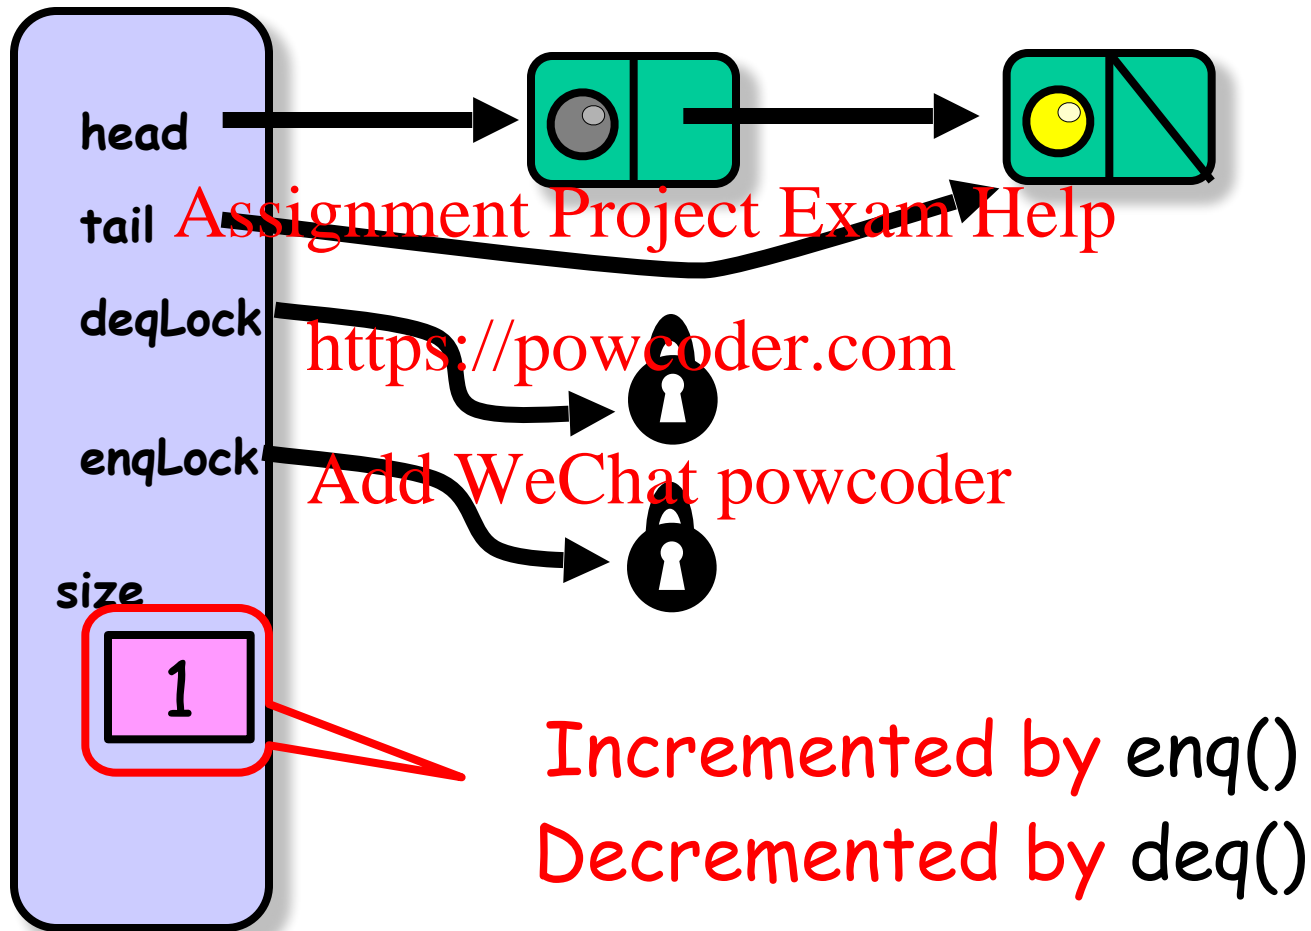 head
tail
Assignment Project Exam Help
deqLock
https://powcoder.com
enqLock
Add WeChat powcoder
size
1
Incremented by enq()
Decremented by deq()